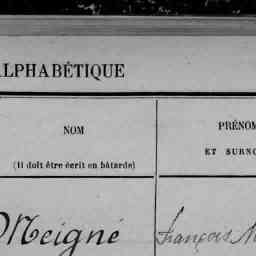 ALPHABÉTIQUE
NOM
(Il doit être écrit en bâtarde)
PRÉNOM
ET SURNO
Meigné
François M